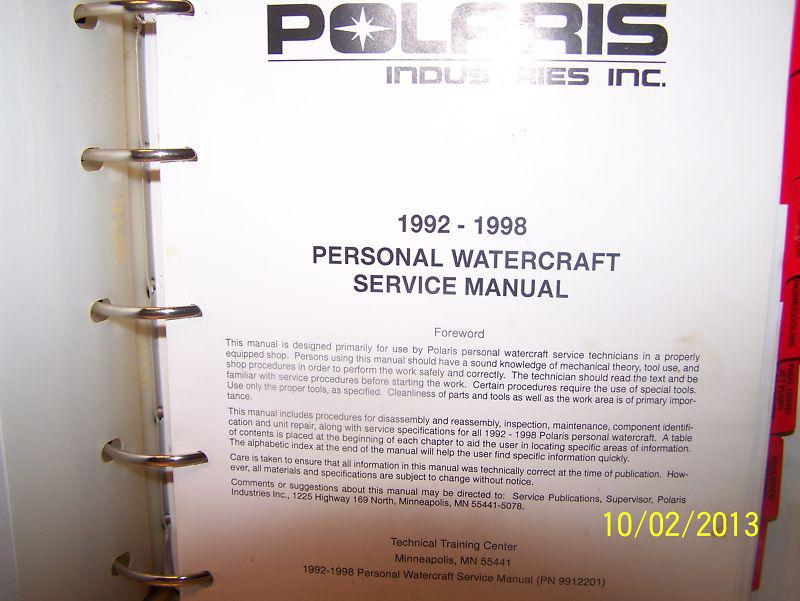 POLARIS
INDUSTRIES INC.
1992 - 1998
PERSONAL WATERCRAFT
SERVICE MANUAL
Foreword
This manual is designed primarily for use by Polaris personal watercraft service technicians in a properly
equipped shop. Persons using this manual should have a sound knowledge of mechanical theory, tool use, and
shop procedures in order to perform the work safely and correctly. The technician should read the text and be
familiar with service procedures before starting the work. Certain procedures require the use of special tools.
Use only the proper tools, as specified. Cleanliness of parts and tools as well as the work area is of primary impor-
tance.
This manual includes procedures for disassembly and reassembly, inspection, maintenance, component identifi-
cation and unit repair, along with service specifications for all 1992 - 1998 Polaris personal watercraft. A table
of contents is placed at the beginning of each chapter to aid the user in locating specific areas of information.
The alphabetic index at the end of the manual will help the user find specific information quickly.
Care is taken to ensure that all information in this manual was technically correct at the time of publication. How-
ever, all materials and specifications are subject to change without notice.
Comments or suggestions about this manual may be directed to: Service Publications, Supervisor, Polaris
Industries Inc., 1225 Highway 169 North, Minneapolis, MN 55441-5078.
Technical Training Center
Minneapolis, MN 55441
1992-1998 Personal Watercraft Service Manual (PN 9912201)
ENGINE/COOLING
FINAL DRIVE/
JET PUMP
10/02/2013